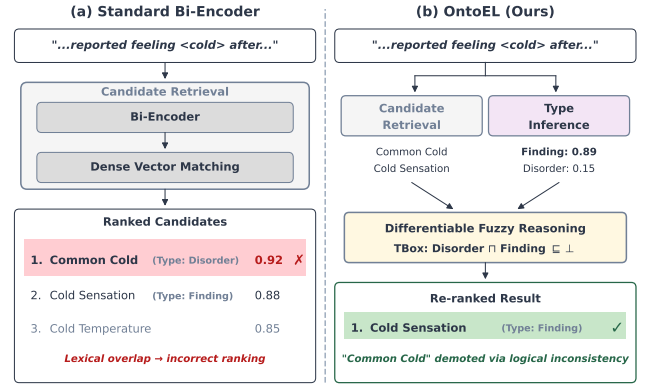 (a) Standard Bi-Encoder
"...reported feeling <cold> after..."
Candidate Retrieval
Bi-Encoder
Dense Vector Matching
Ranked Candidates
1. Common Cold (Type: Disorder) 0.92 ✗
2. Cold Sensation (Type: Finding) 0.88
3. Cold Temperature 0.85
Lexical overlap → incorrect ranking
(b) OntoEL (Ours)
"...reported feeling <cold> after..."
Candidate
Retrieval
Type
Inference
Common Cold
Cold Sensation
Finding: 0.89
Disorder: 0.15
Differentiable Fuzzy Reasoning
TBox: Disorder ⊓ Finding ⊑ ⊥
Re-ranked Result
1. Cold Sensation (Type: Finding) ✓
"Common Cold" demoted via logical inconsistency